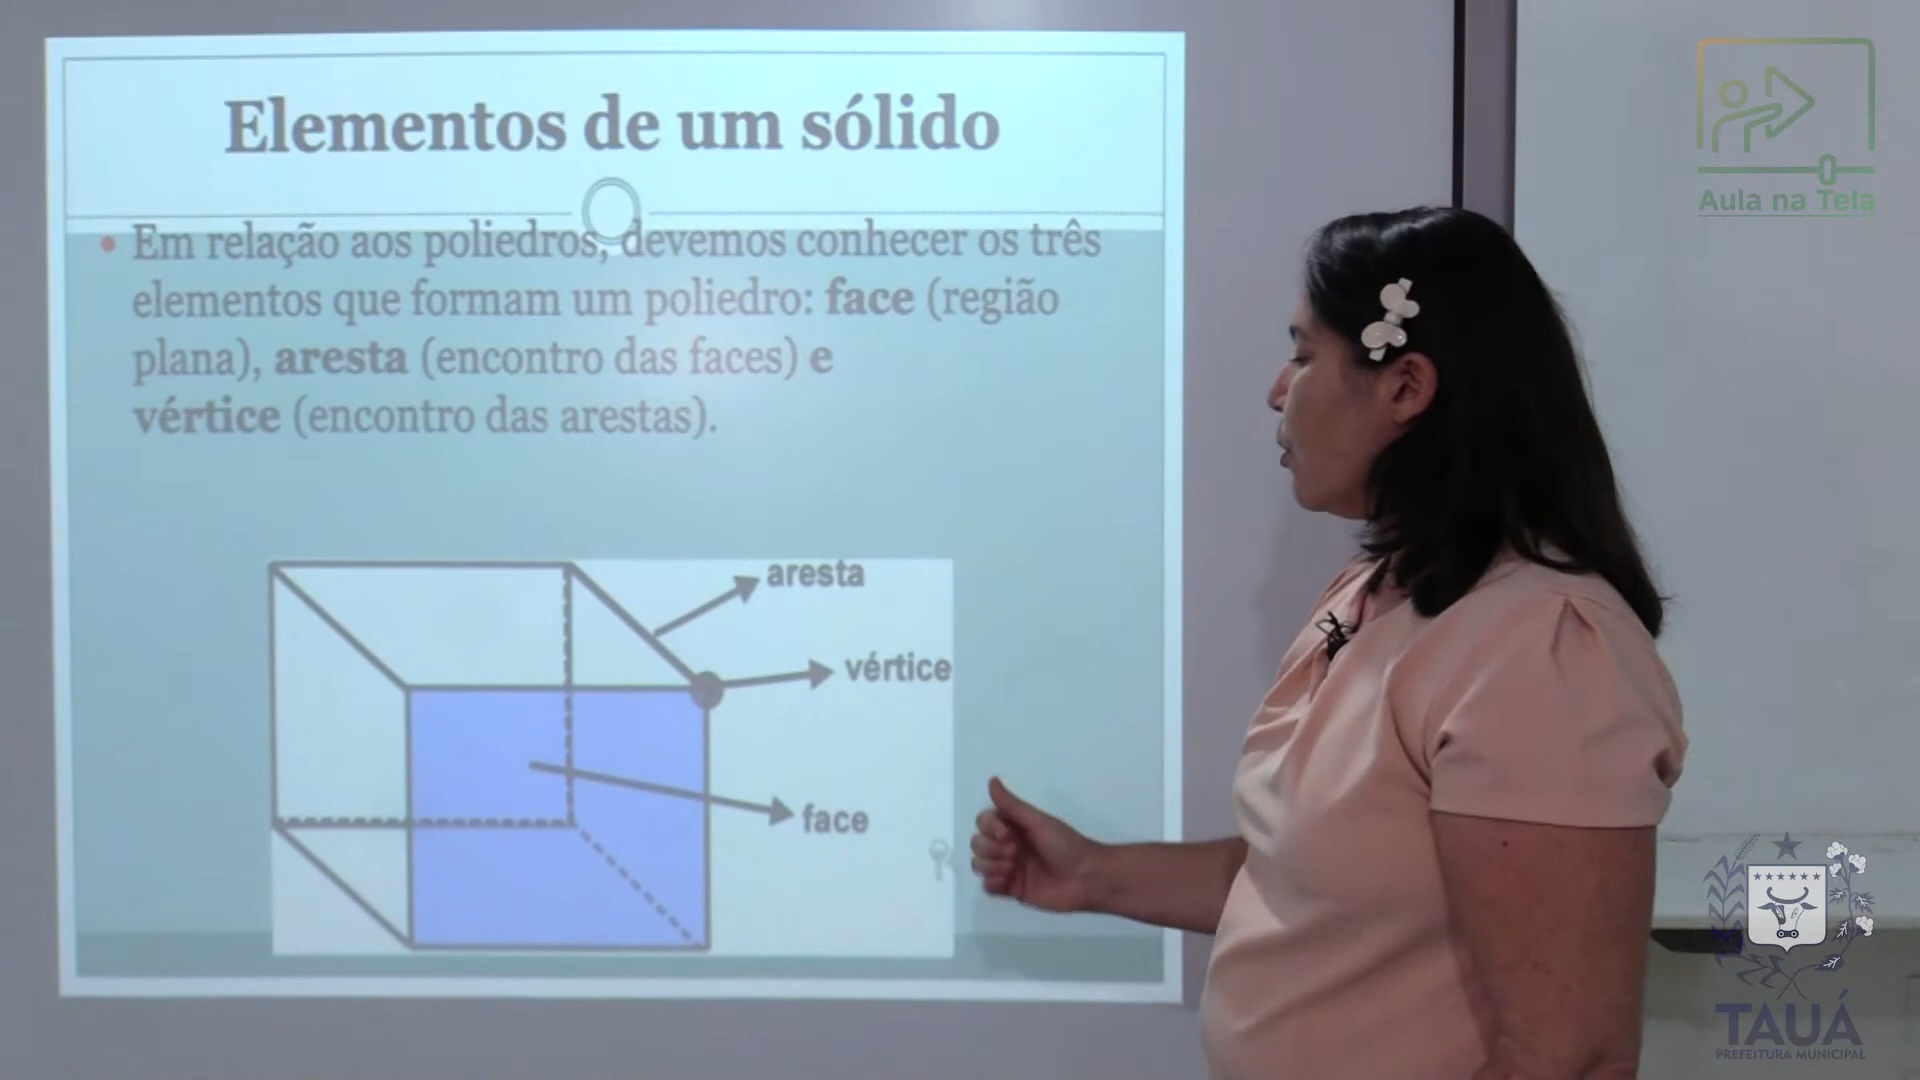 Elementos de um sólido
Em relação aos poliedros, devemos conhecer os três
elementos que formam um poliedro: face (região
plana), aresta (encontro das faces) e
vértice (encontro das arestas).
aresta
vértice
face
Aula na Tela
TAUÁ
PREFEITURA MUNICIPAL